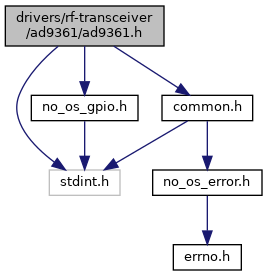 drivers/rf-transceiver
/ad9361/ad9361.h
no_os_gpio.h
common.h
stdint.h
no_os_error.h
errno.h